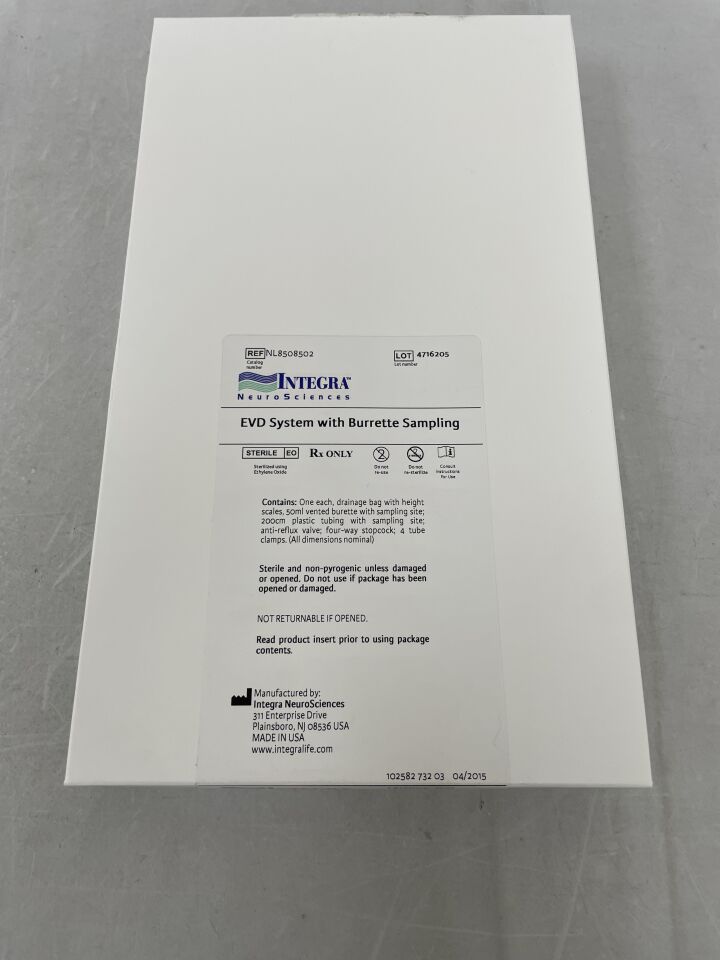 REF NL8508502
Catalog
number
LOT 4716205
Lot number
INTEGRA™
NEUROSCIENCES
EVD System with Burrette Sampling
STERILE EO
Sterilized using
Ethylene Oxide
Rx ONLY
Do not
re-use
Do not
re-sterilize
Consult
Instructions
For Use
Contains: One each, drainage bag with height
scales, 50ml vented burette with sampling site;
200cm plastic tubing with sampling site;
anti-reflux valve; four-way stopcock; 4 tube
clamps. (All dimensions nominal)
Sterile and non-pyrogenic unless damaged
or opened. Do not use if package has been
opened or damaged.
NOT RETURNABLE IF OPENED.
Read product insert prior to using package
contents.
Manufactured by:
Integra NeuroSciences
311 Enterprise Drive
Plainsboro, NJ 08536 USA
MADE IN USA
www.integralife.com
102582 732 03 04/2015